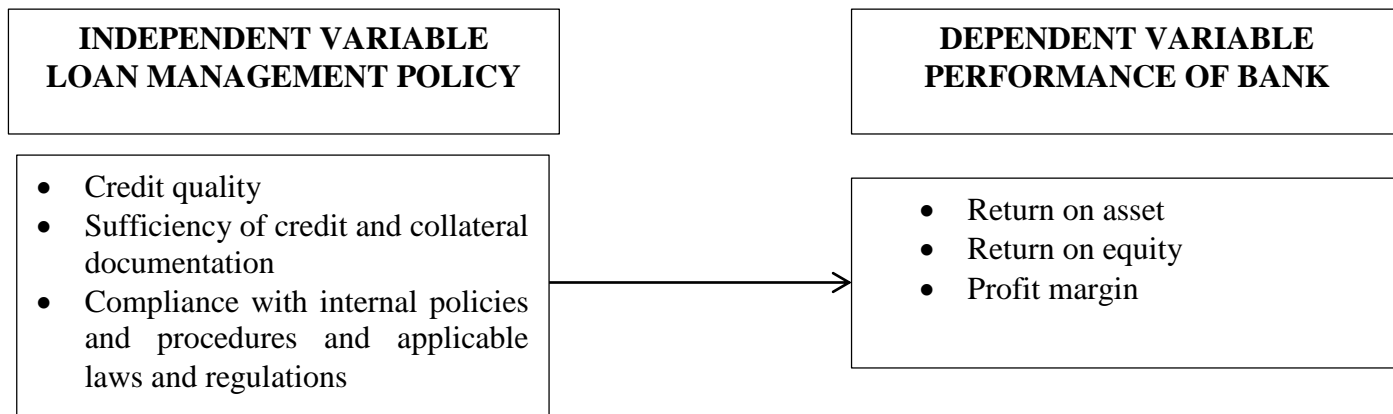 INDEPENDENT VARIABLE
LOAN MANAGEMENT POLICY
DEPENDENT VARIABLE
PERFORMANCE OF BANK
• Credit quality
• Sufficiency of credit and collateral
documentation
• Compliance with internal policies
and procedures and applicable
laws and regulations
• Return on asset
• Return on equity
• Profit margin